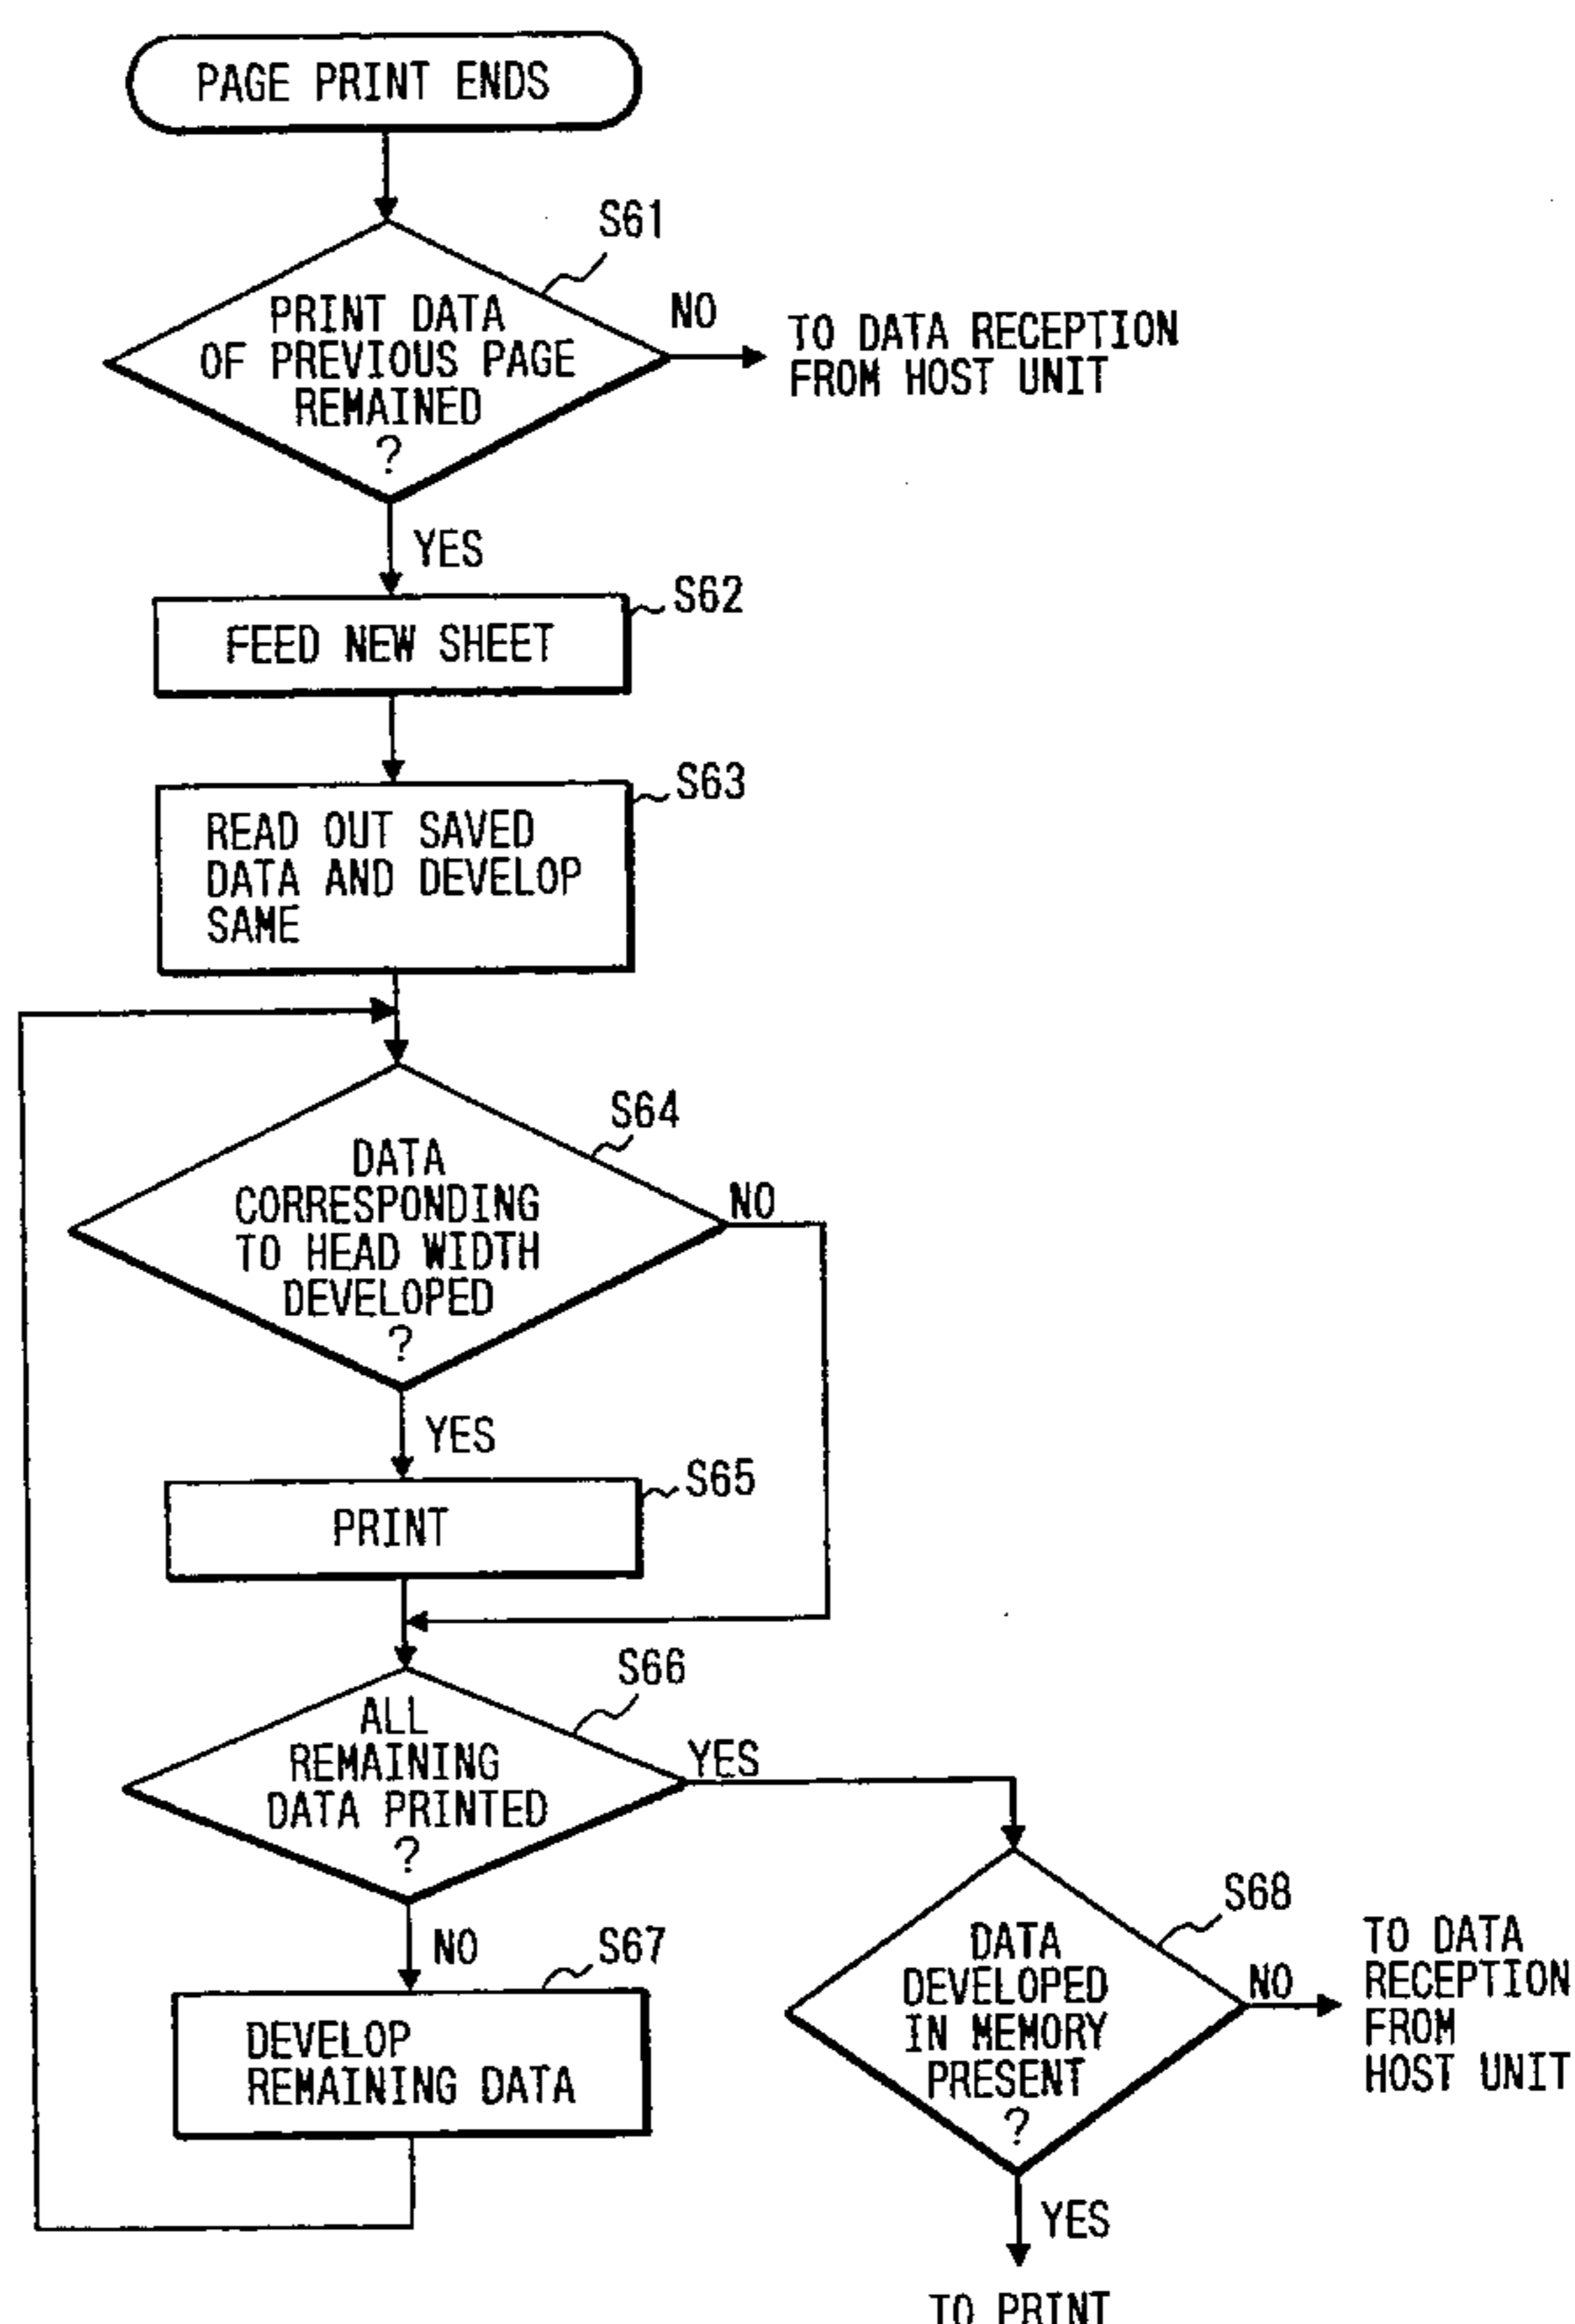 PAGE PRINT ENDS
S61
PRINT DATA
OF PREVIOUS PAGE
REMAINED
?
NO
TO DATA RECEPTION
FROM HOST UNIT
YES
S62
FEED NEW SHEET
S63
READ OUT SAVED
DATA AND DEVELOP
SAME
S64
DATA
CORRESPONDING
TO HEAD WIDTH
DEVELOPED
?
NO
YES
S65
PRINT
S66
ALL
REMAINING
DATA PRINTED
?
YES
NO
S67
DEVELOP
REMAINING DATA
S68
DATA
DEVELOPED
IN MEMORY
PRESENT
?
NO
TO DATA
RECEPTION
FROM
HOST UNIT
YES
TO PRINT